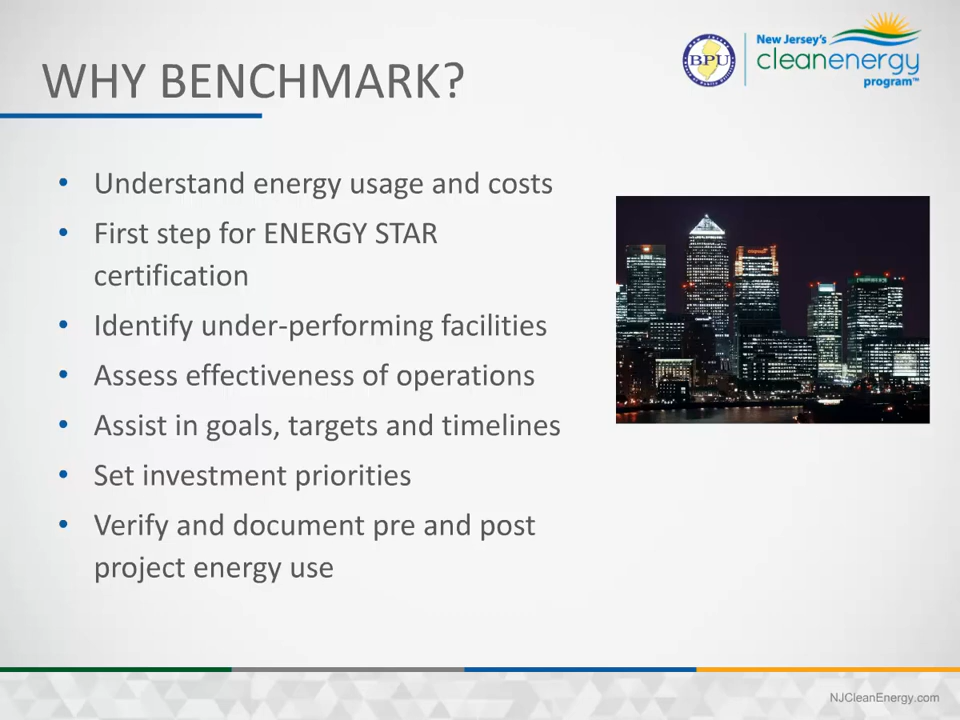 WHY BENCHMARK?
BPU
New Jersey's
cleanenergy
program™
• Understand energy usage and costs
• First step for ENERGY STAR
certification
• Identify under-performing facilities
• Assess effectiveness of operations
• Assist in goals, targets and timelines
• Set investment priorities
• Verify and document pre and post
project energy use
NJCleanEnergy.com